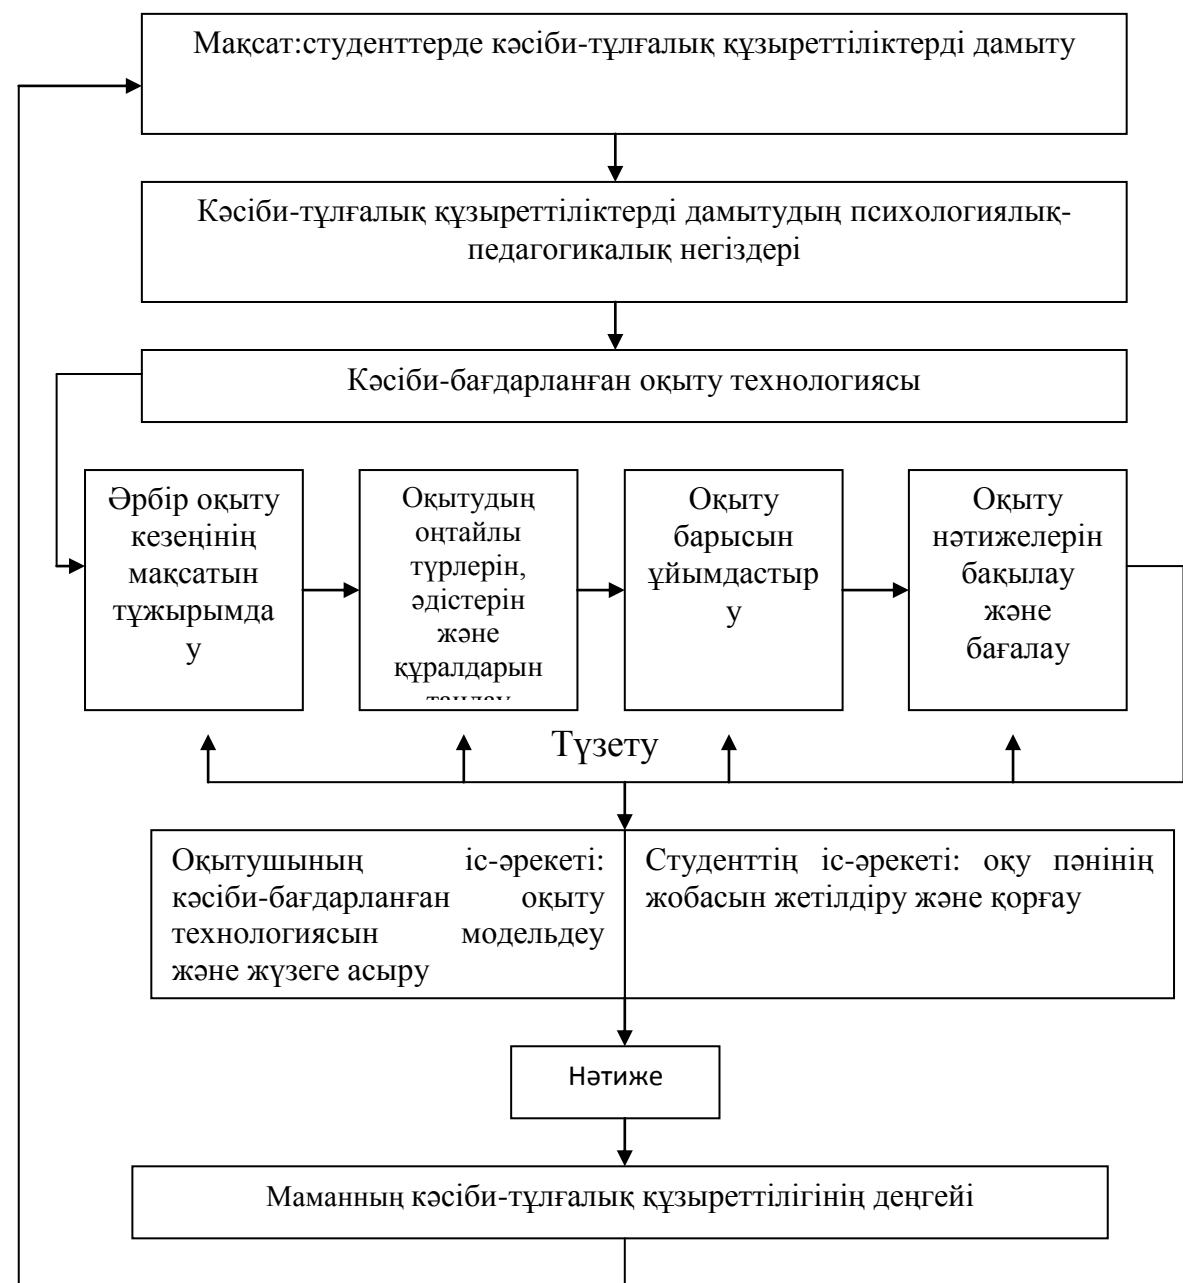 Мақсат:студенттерде кәсіби-тұлғалық құзыреттіліктерді дамыту
Кәсіби-тұлғалық құзыреттіліктерді дамытудың психологиялық-
педагогикалық негіздері
Кәсіби-бағдарланған оқыту технологиясы
Әрбір оқыту
кезеңінің
мақсатын
тұжырымда
у
Оқытудың
оңтайлы
түрлерін,
әдістерін
және
құралдарын
Оқыту
барысын
ұйымдастыр
у
Оқыту
нәтижелерін
бақылау
және
бағалау
Түзету
Оқытушының іс-әрекеті:
кәсіби-бағдарланған оқыту
технологиясын модельдеу
және жүзеге асыру
Студенттің іс-әрекеті: оқу пәнінің
жобасын жетілдіру және қорғау
Нәтиже
Маманның кәсіби-тұлғалық құзыреттілігінің деңгейі